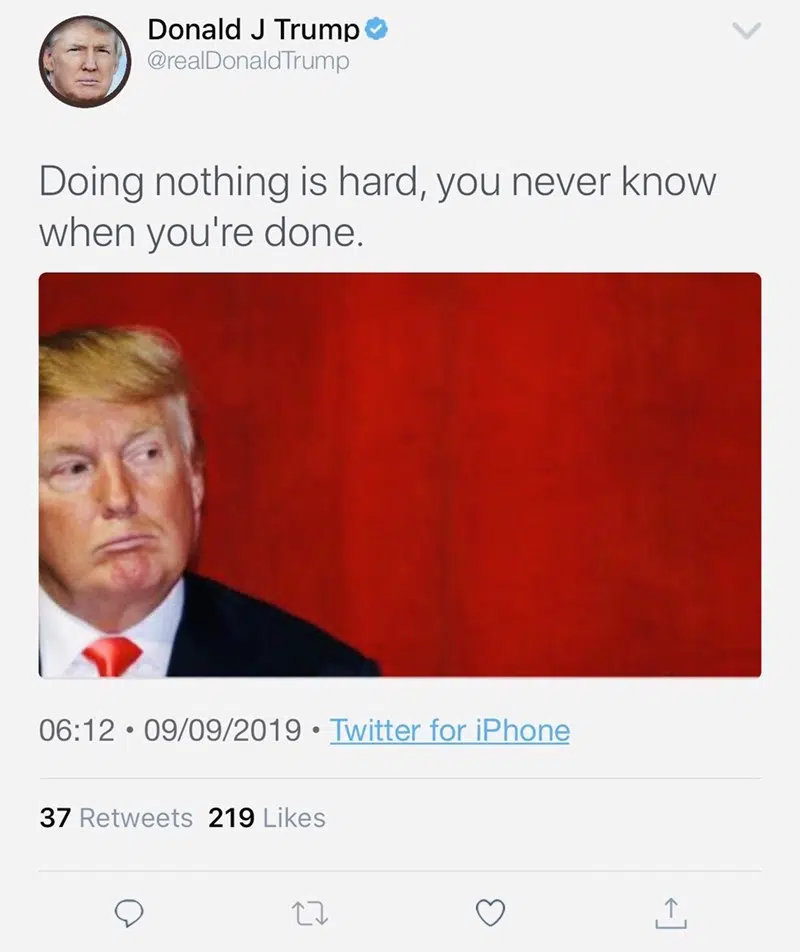 Donald J Trump
@realDonaldTrump
Doing nothing is hard, you never know
when you're done.
06:12 • 09/09/2019 • Twitter for iPhone
37 Retweets 219 Likes